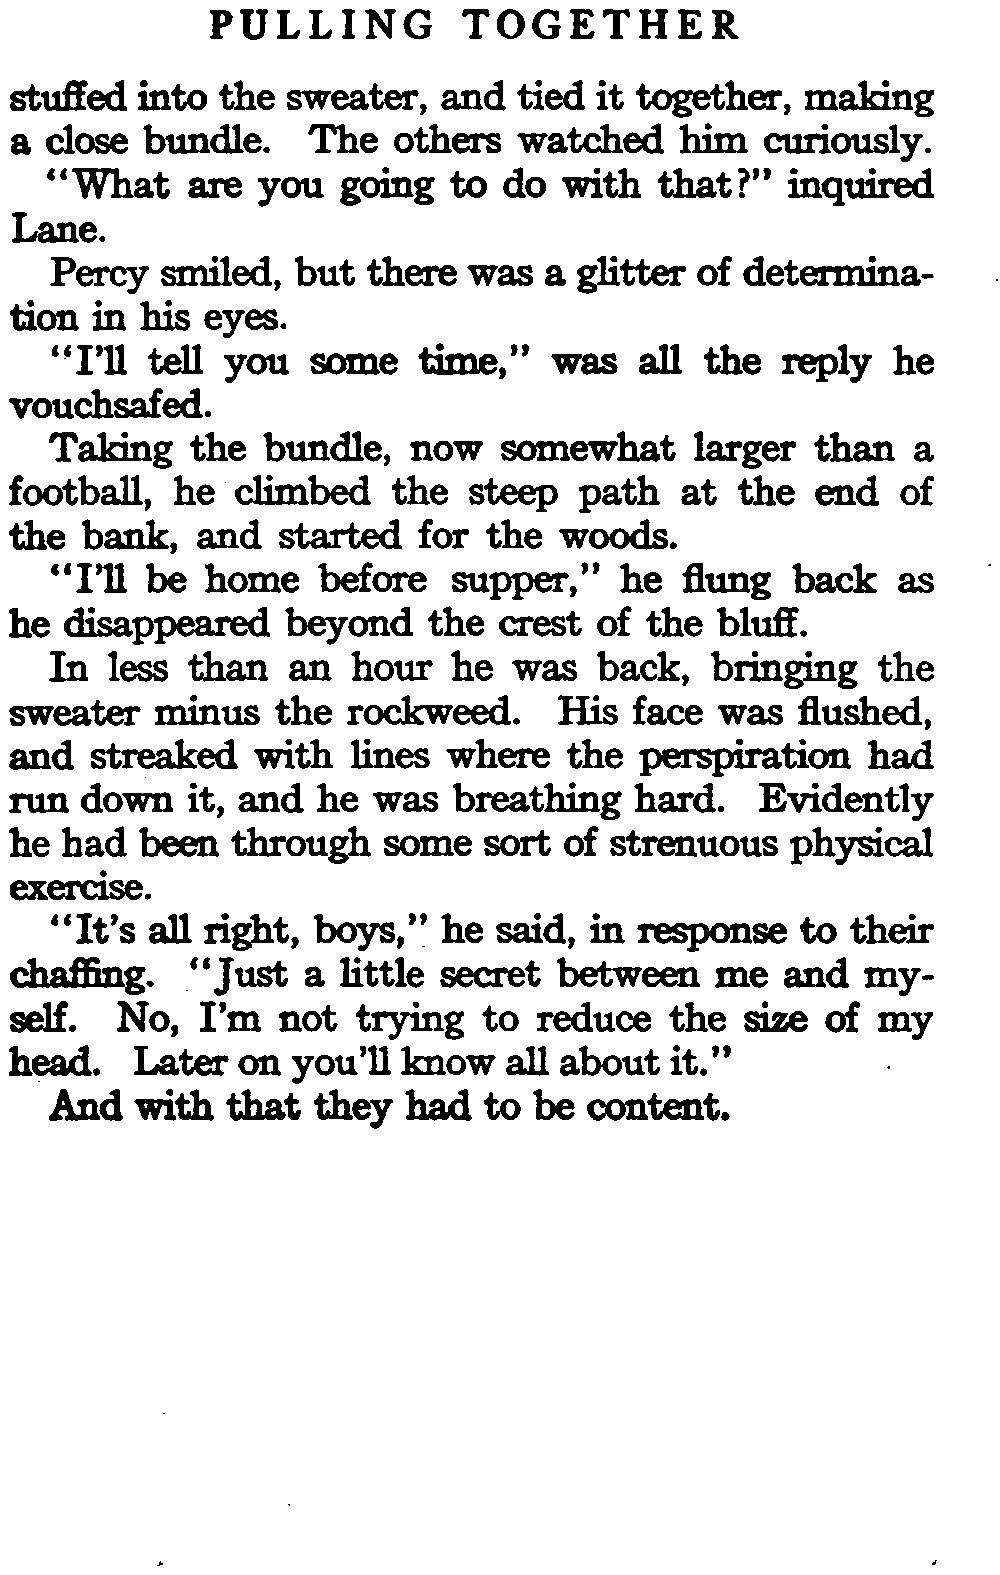 PULLING TOGETHER
stuffed into the sweater, and tied it together, making
a close bundle. The others watched him curiously.
"What are you going to do with that?" inquired
Lane.
Percy smiled, but there was a glitter of determina-
tion in his eyes.
"I'll tell you some time," was all the reply he
vouchsafed.
Taking the bundle, now somewhat larger than a
football, he climbed the steep path at the end of
the bank, and started for the woods.
"I'll be home before supper," he flung back as
he disappeared beyond the crest of the bluff.
In less than an hour he was back, bringing the
sweater minus the rockweed. His face was flushed,
and streaked with lines where the perspiration had
run down it, and he was breathing hard. Evidently
he had been through some sort of strenuous physical
exercise.
"It's all right, boys," he said, in response to their
chaffing. "Just a little secret between me and my-
self. No, I'm not trying to reduce the size of my
head. Later on you'll know all about it."
And with that they had to be content.